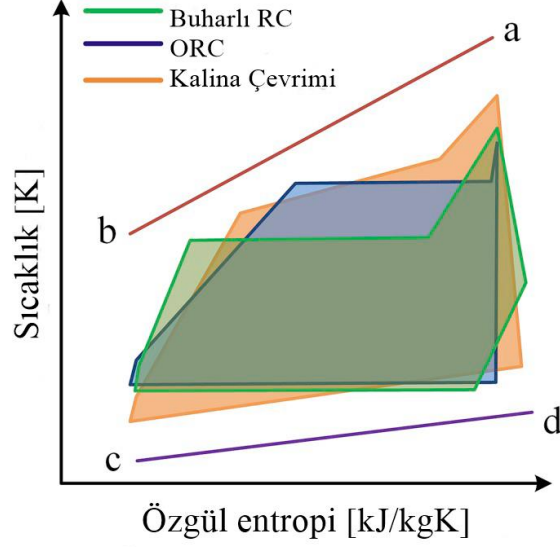 Buharlı RC
ORC
Kalina Çevrimi
a
b
c
d
Sıcaklık [K]
Özgül entropi [kJ/kgK]